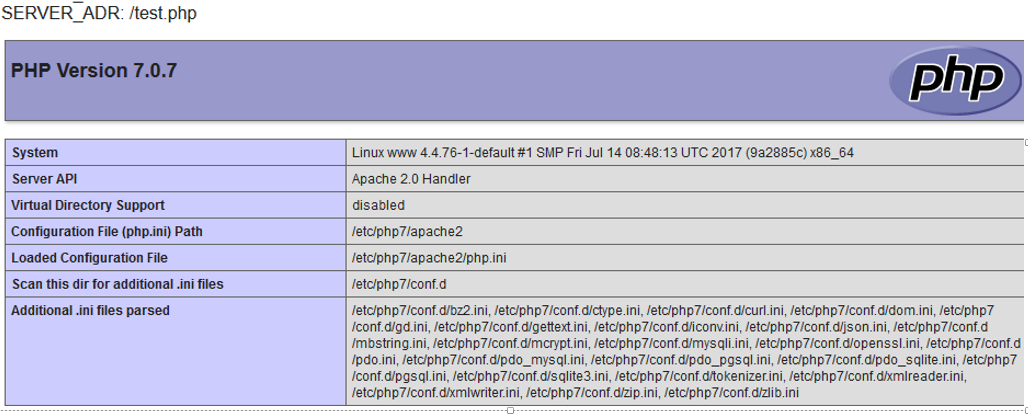 SERVER_ADR: /test.php
PHP Version 7.0.7
php
System Linux www 4.4.76-1-default #1 SMP Fri Jul 14 08:48:13 UTC 2017 (9a2885c) x86_64
Server API Apache 2.0 Handler
Virtual Directory Support disabled
Configuration File (php.ini) Path /etc/php7/apache2
Loaded Configuration File /etc/php7/apache2/php.ini
Scan this dir for additional .ini files /etc/php7/conf.d
Additional .ini files parsed /etc/php7/conf.d/bz2.ini, /etc/php7/conf.d/ctype.ini, /etc/php7/conf.d/curl.ini, /etc/php7/conf.d/dom.ini, /etc/php7
/conf.d/gd.ini, /etc/php7/conf.d/gettext.ini, /etc/php7/conf.d/iconv.ini, /etc/php7/conf.d/json.ini, /etc/php7/conf.d
/mbstring.ini, /etc/php7/conf.d/mcrypt.ini, /etc/php7/conf.d/mysqli.ini, /etc/php7/conf.d/openssl.ini, /etc/php7/conf.d
/pdo.ini, /etc/php7/conf.d/pdo_mysql.ini, /etc/php7/conf.d/pdo_pgsql.ini, /etc/php7/conf.d/pdo_sqlite.ini, /etc/php7
/conf.d/pgsql.ini, /etc/php7/conf.d/sqlite3.ini, /etc/php7/conf.d/tokenizer.ini, /etc/php7/conf.d/xmlreader.ini,
/etc/php7/conf.d/xmlwriter.ini, /etc/php7/conf.d/zip.ini, /etc/php7/conf.d/zlib.ini